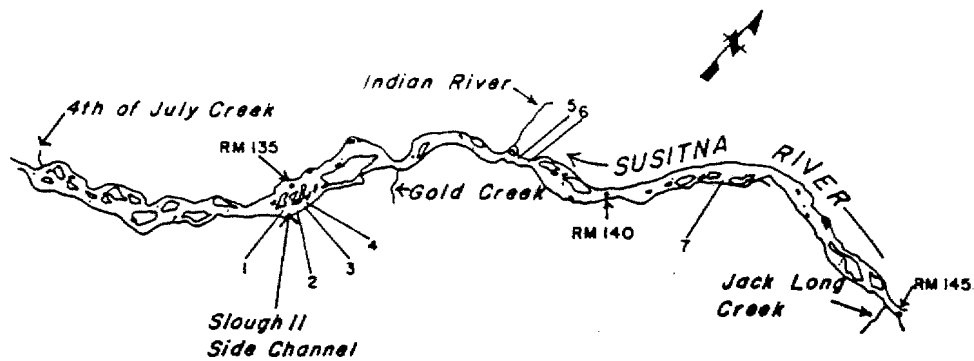 Indian River
4th of July Creek
5 6
RM 135
SUSITNA
RIVER
Gold Creek
RM 140
1
2
3
4
7
Slough 11
Side Channel
Jack Long
Creek
RM 145